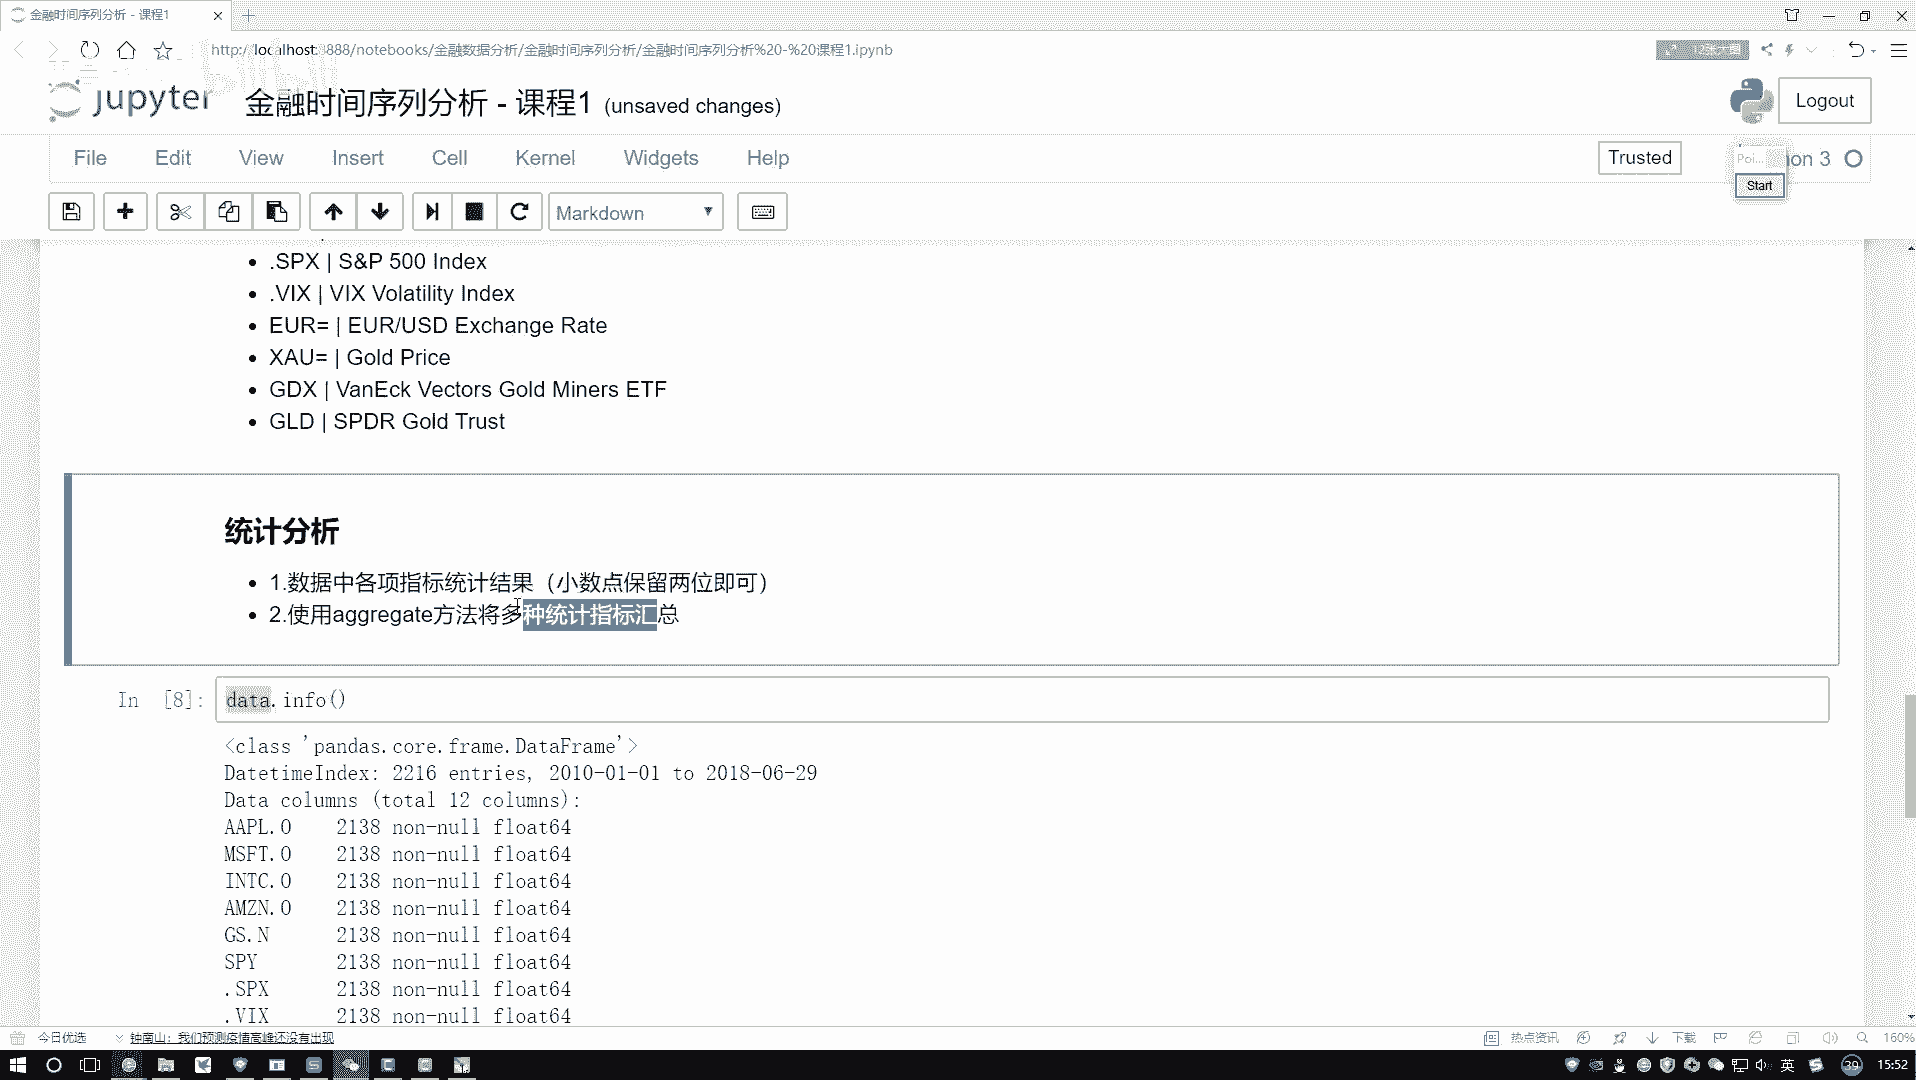 金融时间序列分析 - 课程1
http://localhost:8888/notebooks/金融数据分析/金融时间序列分析/金融时间序列分析%20-%20课程1.ipynb
jupyter 金融时间序列分析 - 课程1 (unsaved changes)
Logout
File Edit View Insert Cell Kernel Widgets Help
Trusted
Poi... on 3
Start
Markdown
.SPX | S&P 500 Index
.VIX | VIX Volatility Index
EUR= | EUR/USD Exchange Rate
XAU= | Gold Price
GDX | VanEck Vectors Gold Miners ETF
GLD | SPDR Gold Trust
统计分析
1.数据中各项指标统计结果（小数点保留两位即可）
2.使用aggregate方法将多种统计指标汇总
In [8]: data.info()
<class 'pandas.core.frame.DataFrame'>
DatetimeIndex: 2216 entries, 2010-01-01 to 2018-06-29
Data columns (total 12 columns):
AAPL.O 2138 non-null float64
MSFT.O 2138 non-null float64
INTC.O 2138 non-null float64
AMZN.O 2138 non-null float64
GS.N 2138 non-null float64
SPY 2138 non-null float64
.SPX 2138 non-null float64
.VIX 2138 non-null float64
今日优选 钟南山：我们预测疫情高峰还没有出现 热点资讯 下载 160%
英 39 15:52